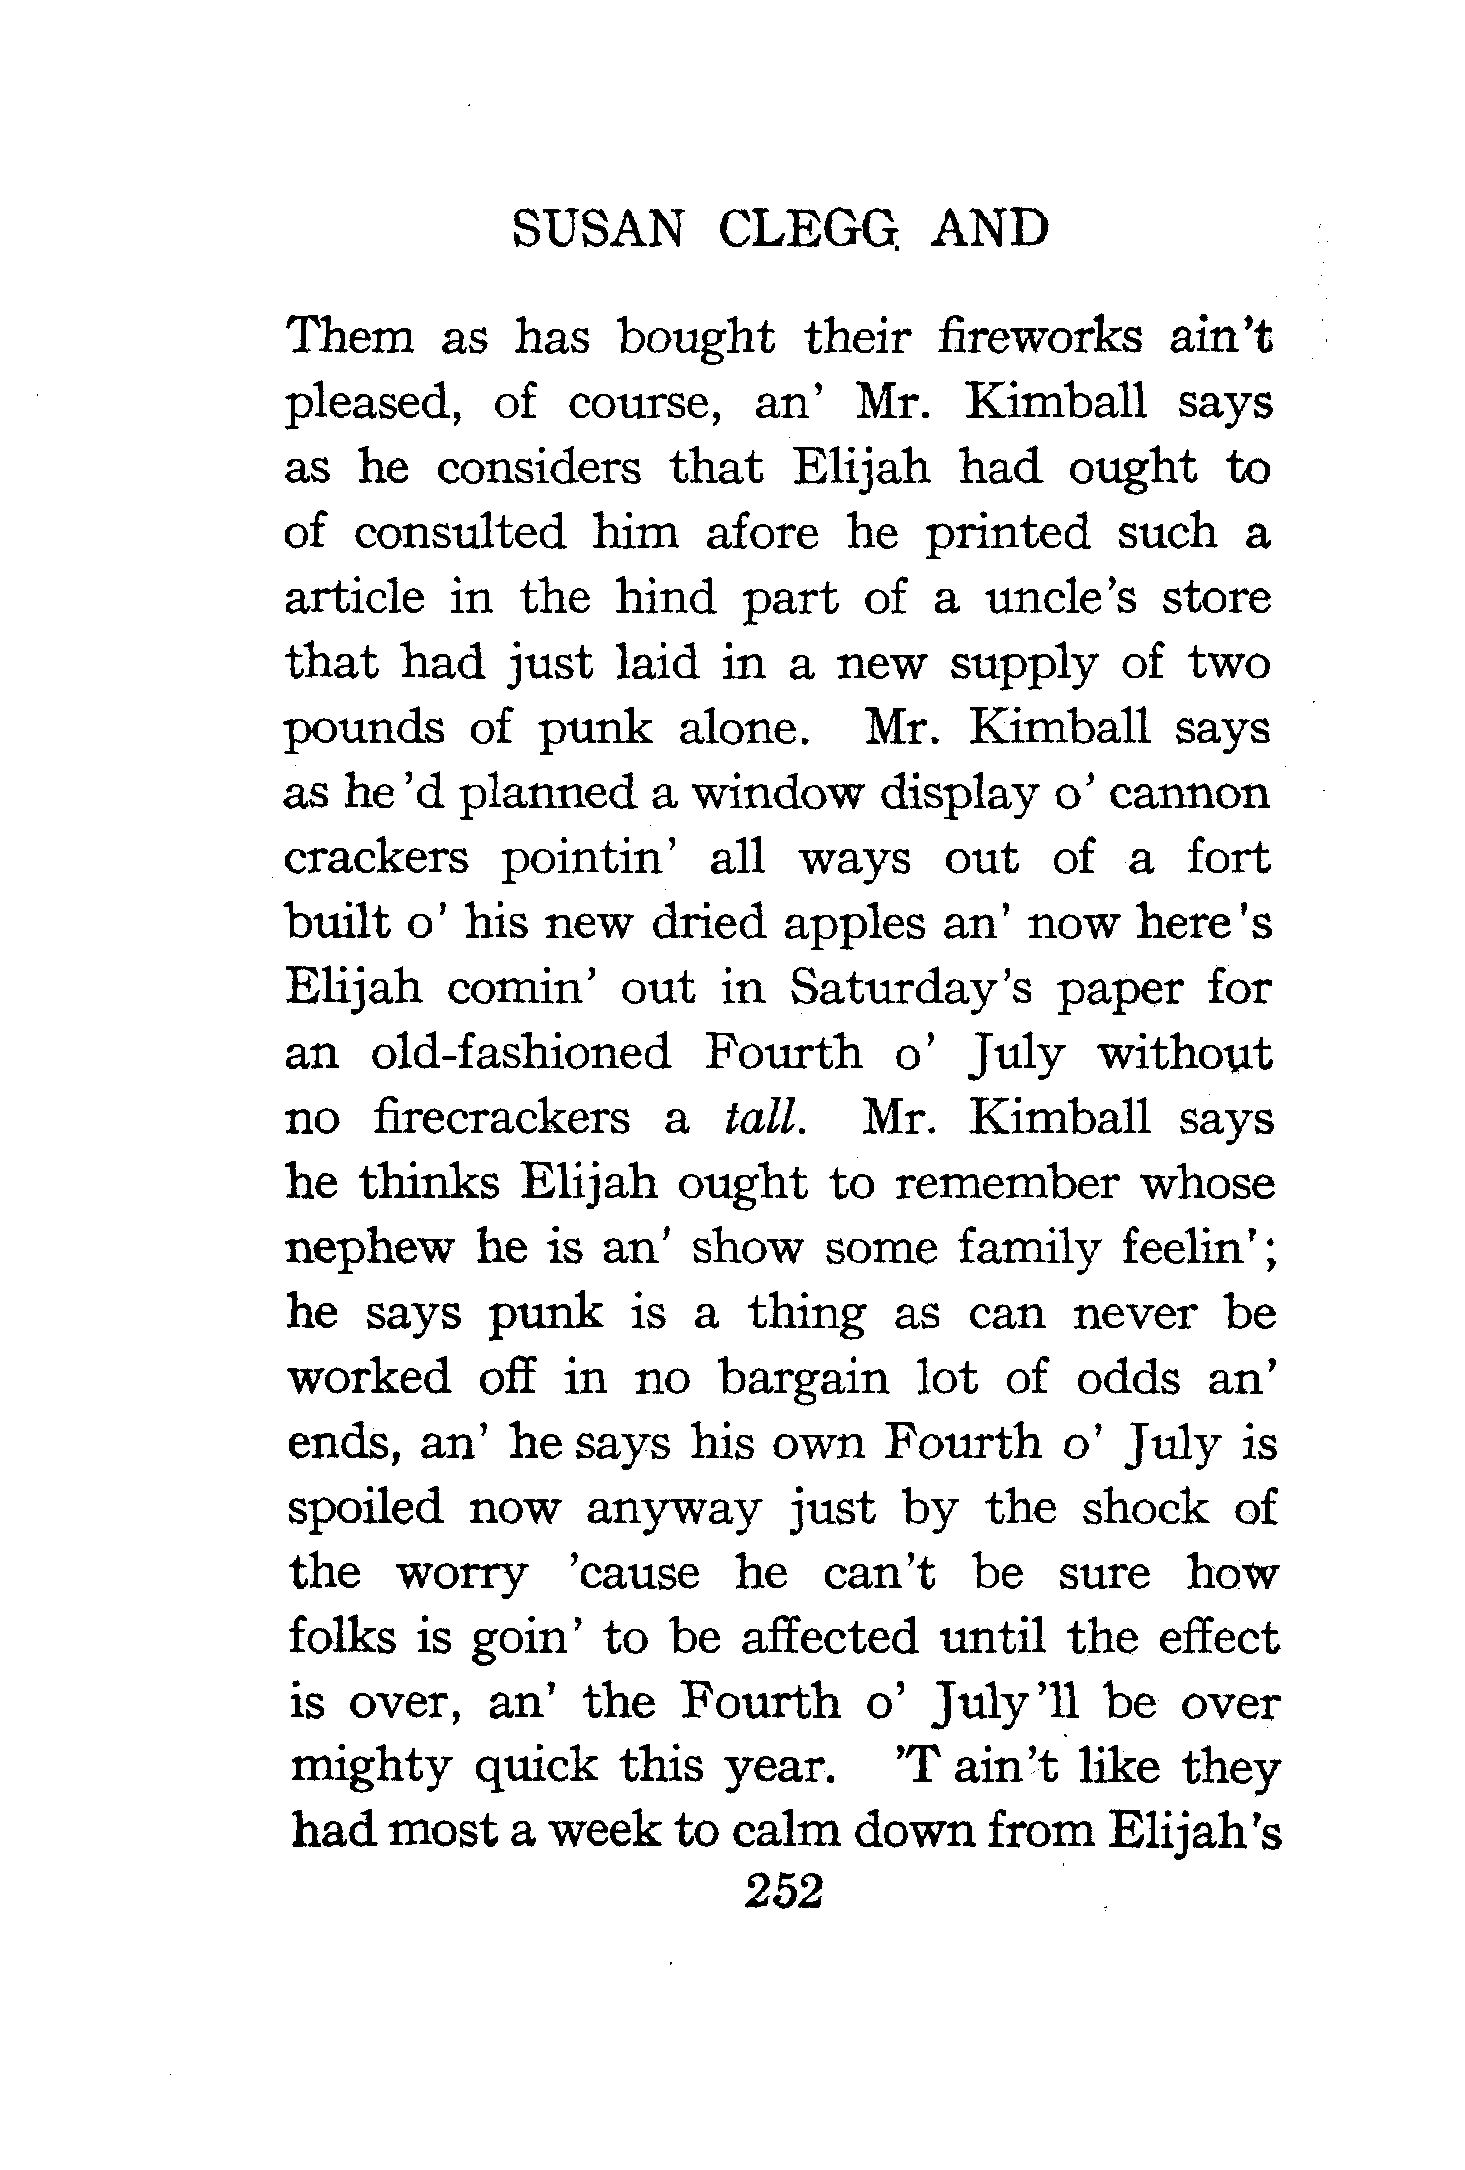 SUSAN CLEGG AND
Them as has bought their fireworks ain't
pleased, of course, an' Mr. Kimball says
as he considers that Elijah had ought to
of consulted him afore he printed such a
article in the hind part of a uncle's store
that had just laid in a new supply of two
pounds of punk alone. Mr. Kimball says
as he'd planned a window display o' cannon
crackers pointin' all ways out of a fort
built o' his new dried apples an' now here's
Elijah comin' out in Saturday's paper for
an old-fashioned Fourth o' July without
no firecrackers a tall. Mr. Kimball says
he thinks Elijah ought to remember whose
nephew he is an' show some family feelin';
he says punk is a thing as can never be
worked off in no bargain lot of odds an'
ends, an' he says his own Fourth o' July is
spoiled now anyway just by the shock of
the worry 'cause he can't be sure how
folks is goin' to be affected until the effect
is over, an' the Fourth o' July'll be over
mighty quick this year. 'T ain't like they
had most a week to calm down from Elijah's
252